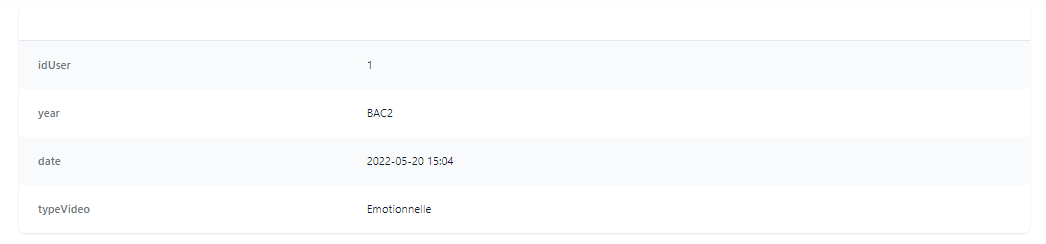 idUser 1
year BAC2
date 2022-05-20 15:04
typeVideo Emotionnelle